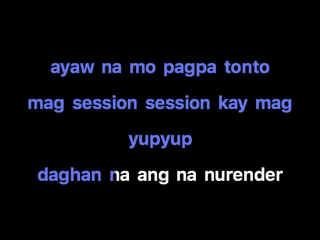 ayaw na mo pagpa tonto
mag session session kay mag
yupyup
daghan na ang na nurender